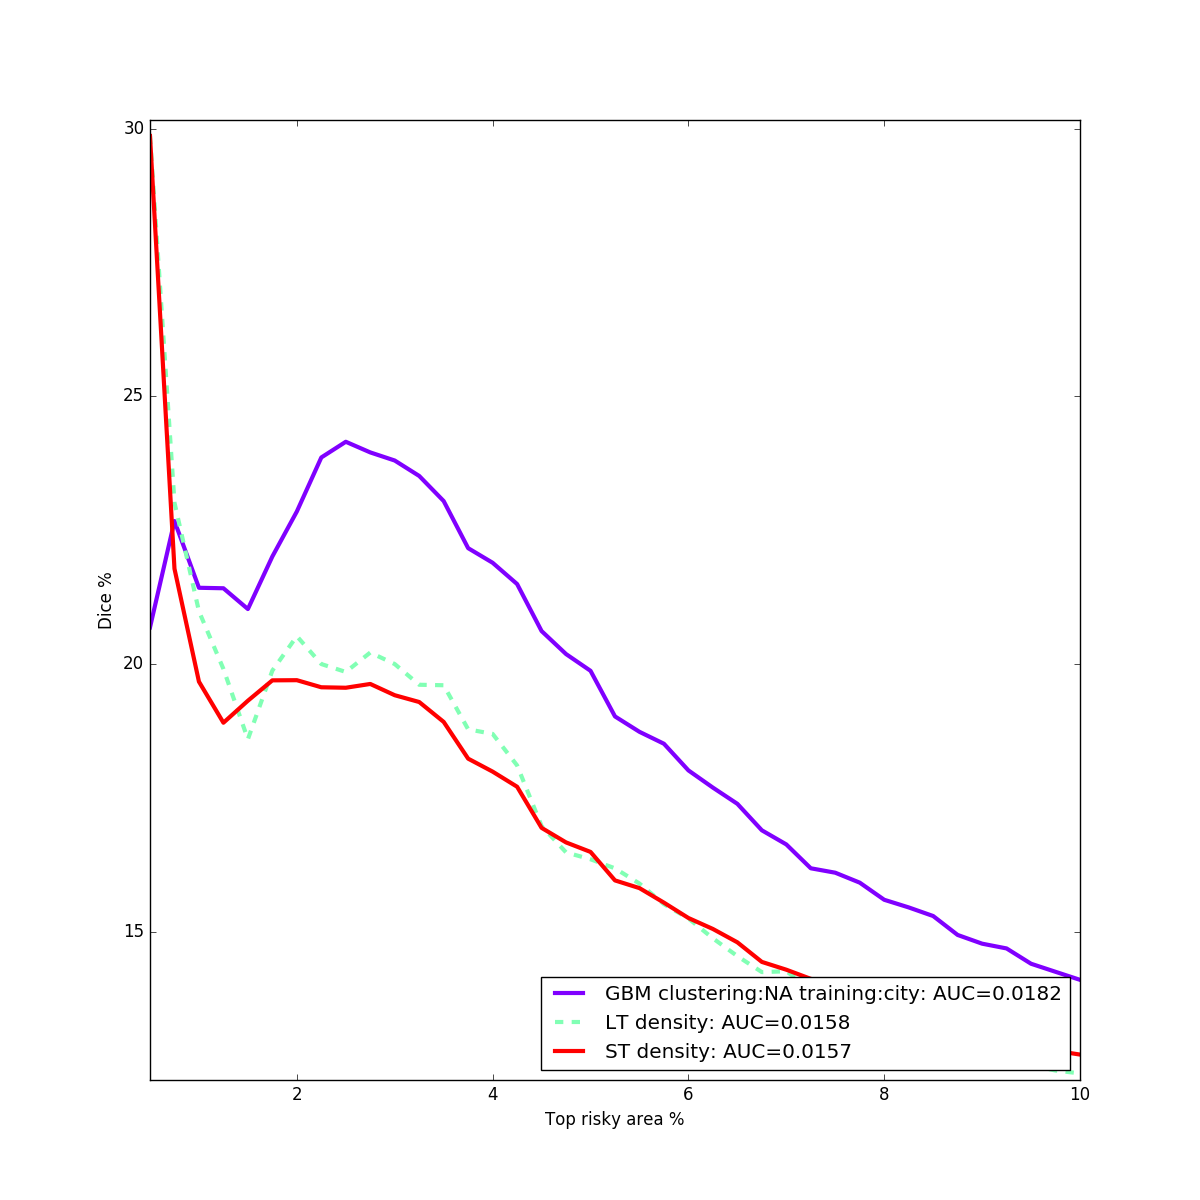 30
25
20
15
Dice %
2 4 6 8 10
Top risky area %
GBM clustering:NA training:city: AUC=0.0182
LT density: AUC=0.0158
ST density: AUC=0.0157